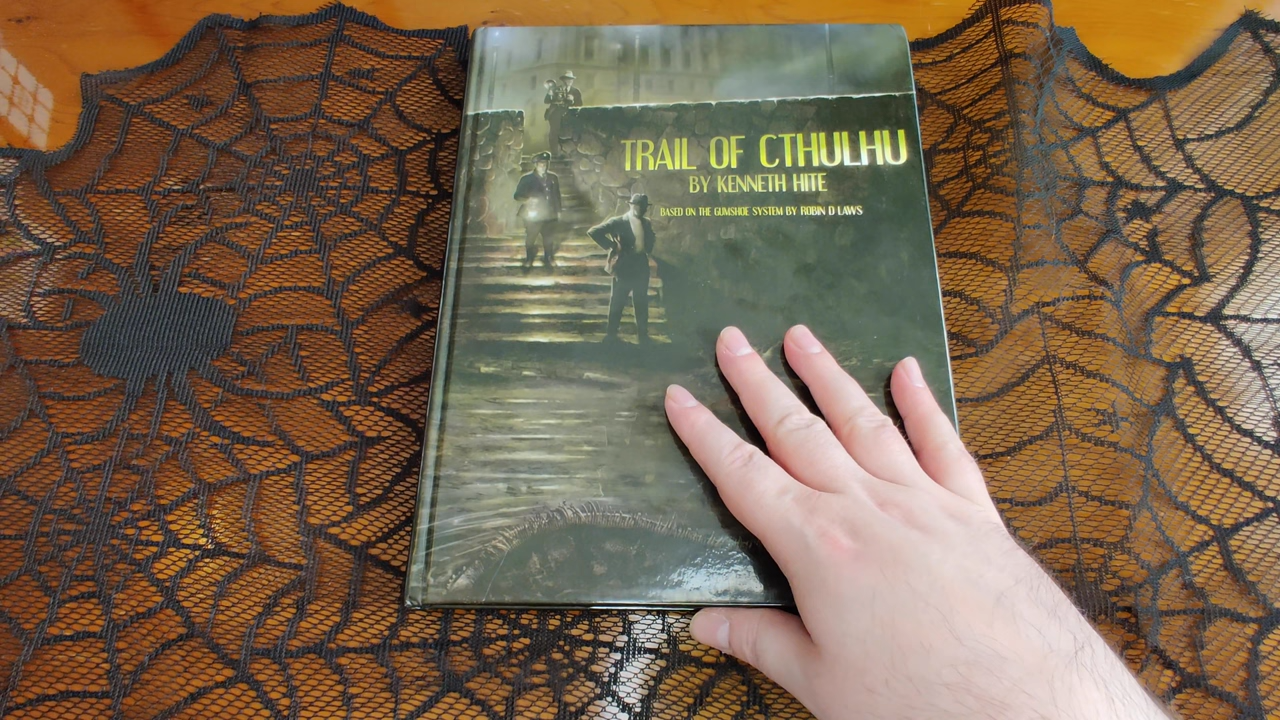 TRAIL OF CTHULHU
BY KENNETH HITE
BASED ON THE GUMSHOE SYSTEM BY ROBIN D LAWS